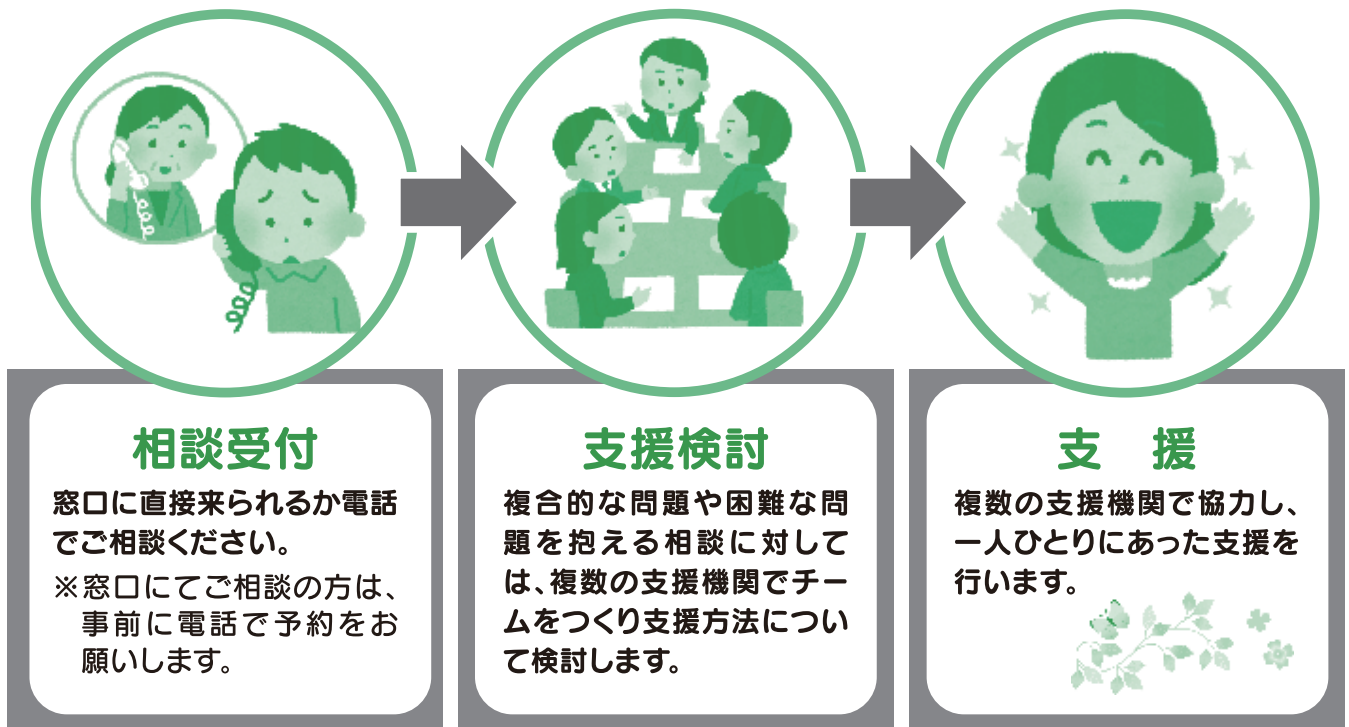 相談受付
窓口に直接来られるか電話
でご相談ください。
※窓口にてご相談の方は、
事前に電話で予約をお
願いします。
支援検討
複合的な問題や困難な問
題を抱える相談に対して
は、複数の支援機関でチー
ムをつくり支援方法につい
て検討します。
支　援
複数の支援機関で協力し、
一人ひとりにあった支援を
行います。